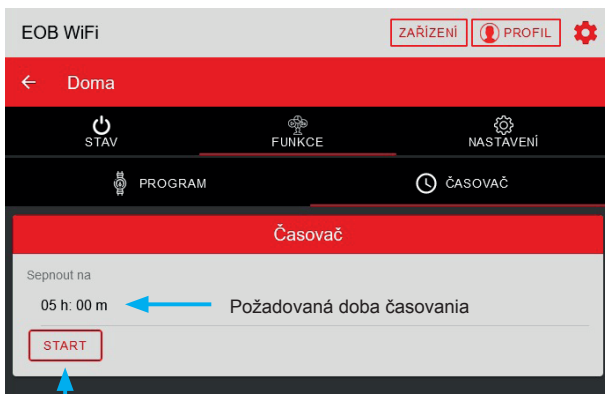 EOB WiFi
ZAŘÍZENÍ
PROFIL
Doma
STAV
FUNKCE
NASTAVENÍ
PROGRAM
ČASOVAČ
Časovač
Sepnout na
05 h: 00 m
Požadovaná doba časovania
START